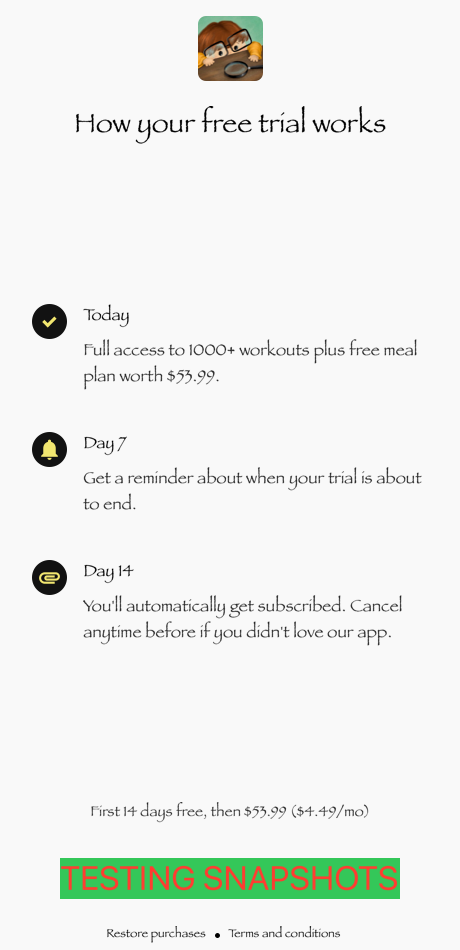 How your free trial works
Today
Full access to 1000+ workouts plus free meal
plan worth $53.99.
Day 7
Get a reminder about when your trial is about
to end.
Day 14
You'll automatically get subscribed. Cancel
anytime before if you didn't love our app.
First 14 days free, then $53.99 ($4.49/mo)
TESTING SNAPSHOTS
Restore purchases ● Terms and conditions